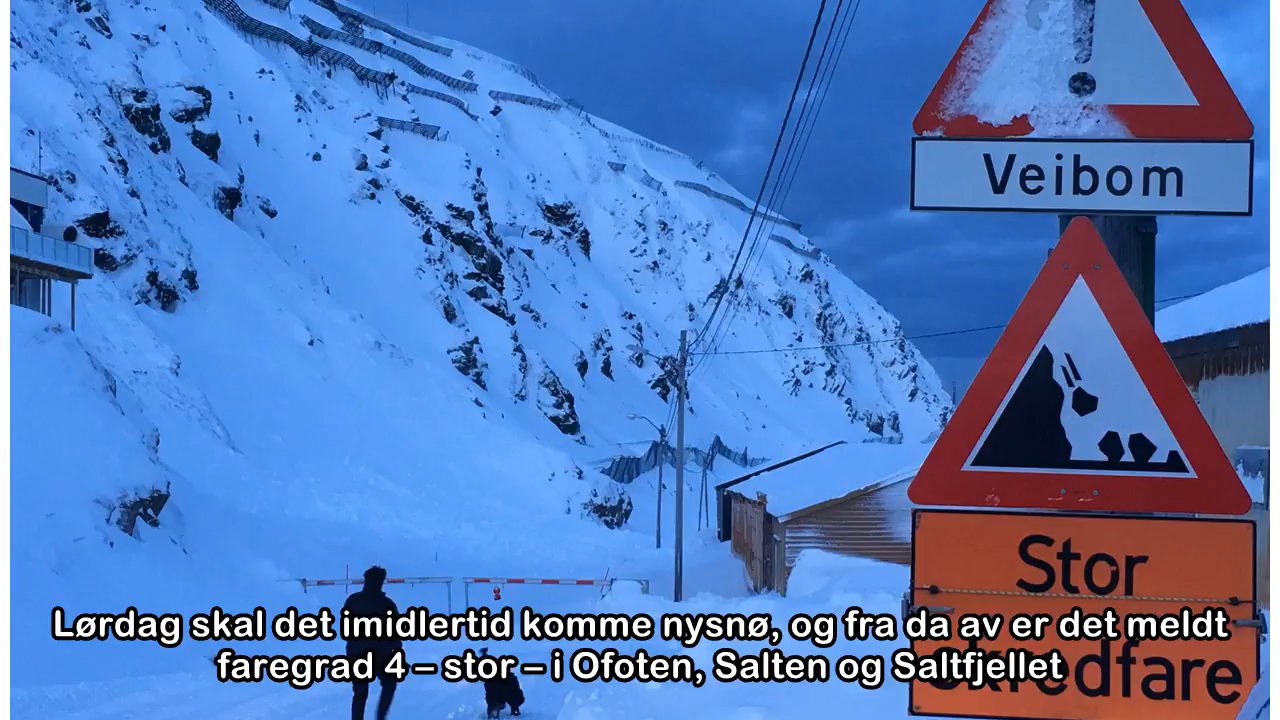 Veibom
Stor
skredfare
Lørdag skal det imidlertid komme nysnø, og fra da av er det meldt
faregrad 4 – stor – i Ofoten, Salten og Saltfjellet